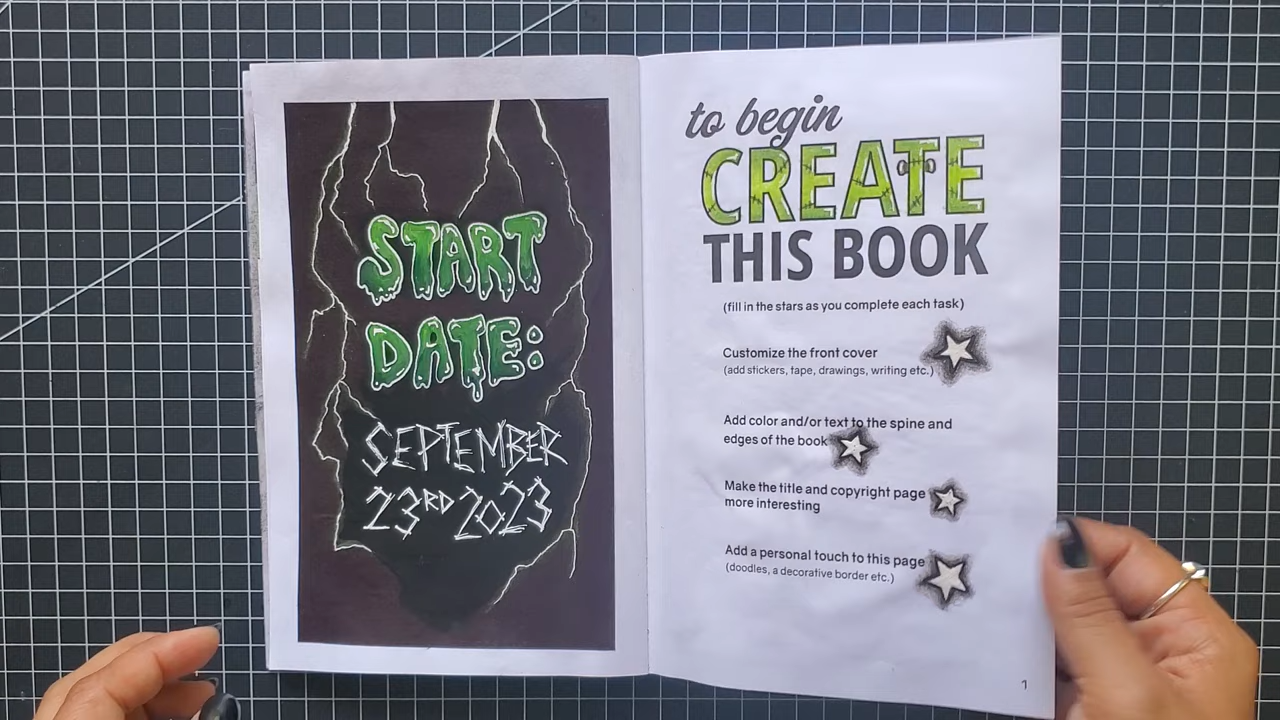 START
DATE:
SEPTEMBER
23RD 2023
to begin
CREATE
THIS BOOK
(fill in the stars as you complete each task)
Customize the front cover
(add stickers, tape, drawings, writing etc.)
Add color and/or text to the spine and
edges of the book
Make the title and copyright page
more interesting
Add a personal touch to this page
(doodles, a decorative border etc.)
1